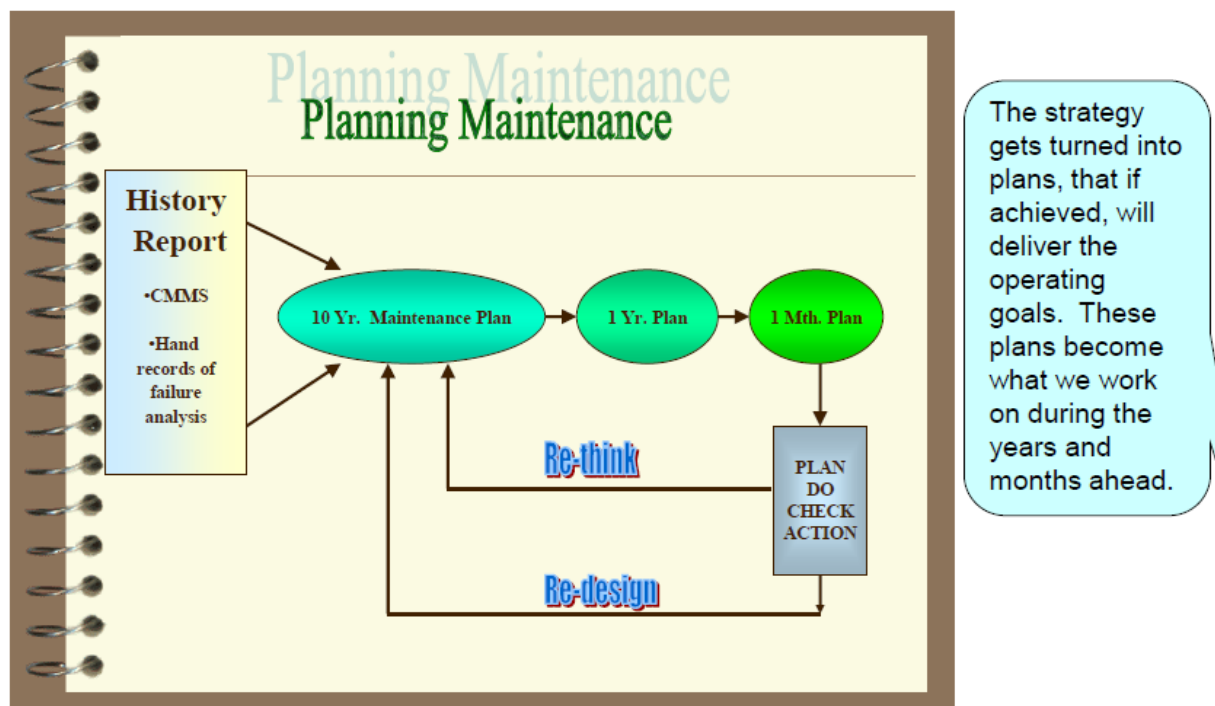 Planning Maintenance
Planning Maintenance
History
Report
•CMMS
•Hand
records of
failure
analysis
10 Yr. Maintenance Plan
1 Yr. Plan
1 Mth. Plan
Re-think
PLAN
DO
CHECK
ACTION
Re-design
The strategy
gets turned into
plans, that if
achieved, will
deliver the
operating
goals. These
plans become
what we work
on during the
years and
months ahead.